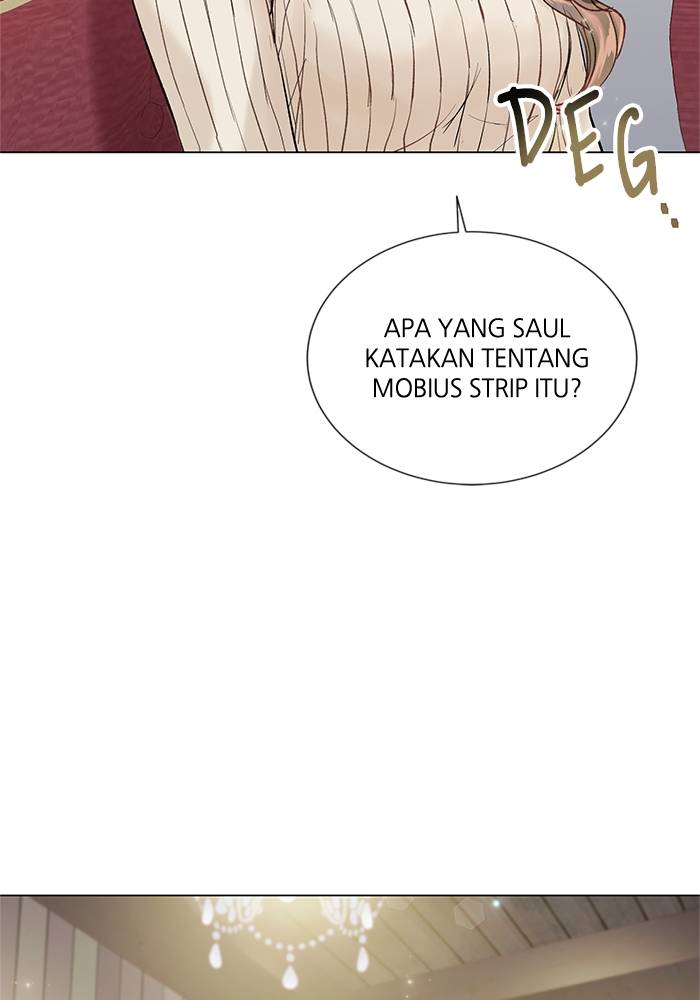 DEG..
APA YANG SAUL
KATAKAN TENTANG
MOBIUS STRIP ITU?